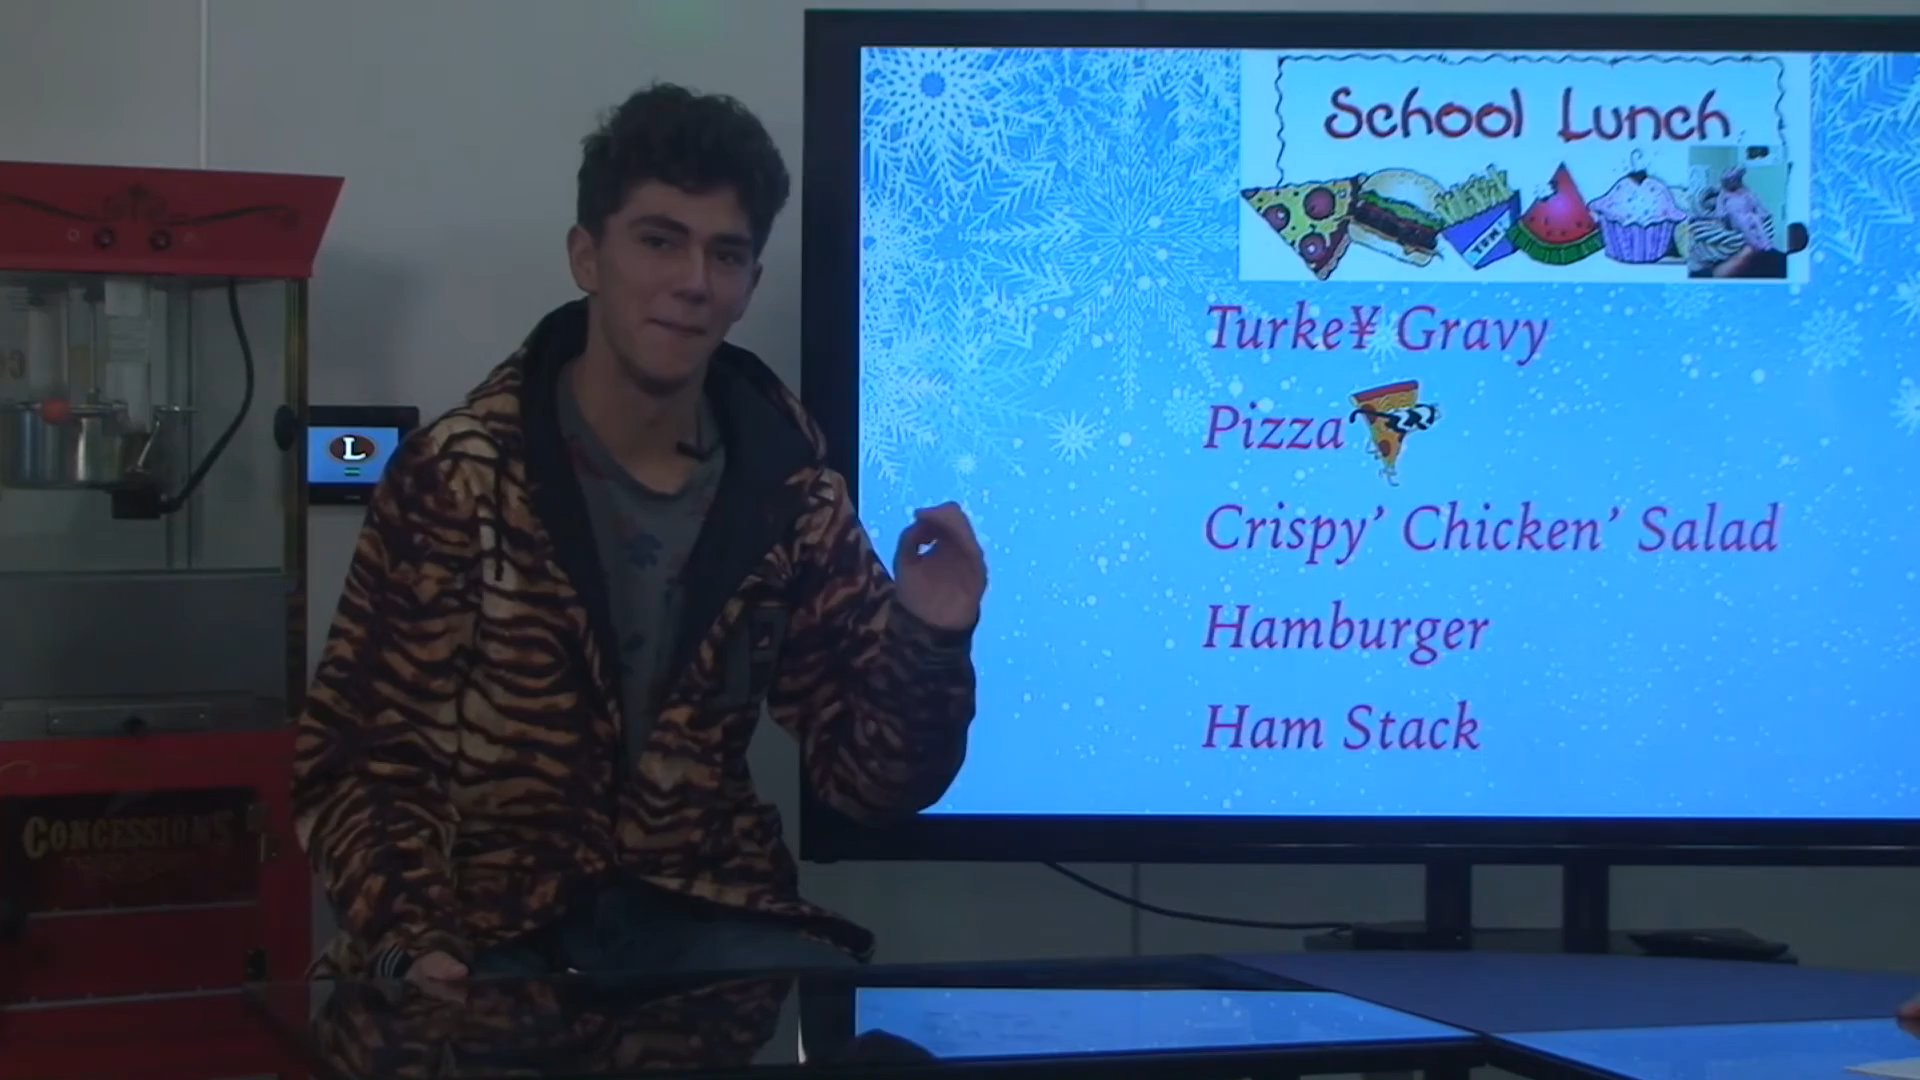 School Lunch
Turke¥ Gravy
Pizza
Crispy’ Chicken’ Salad
Hamburger
Ham Stack
L
CONCESSIONS